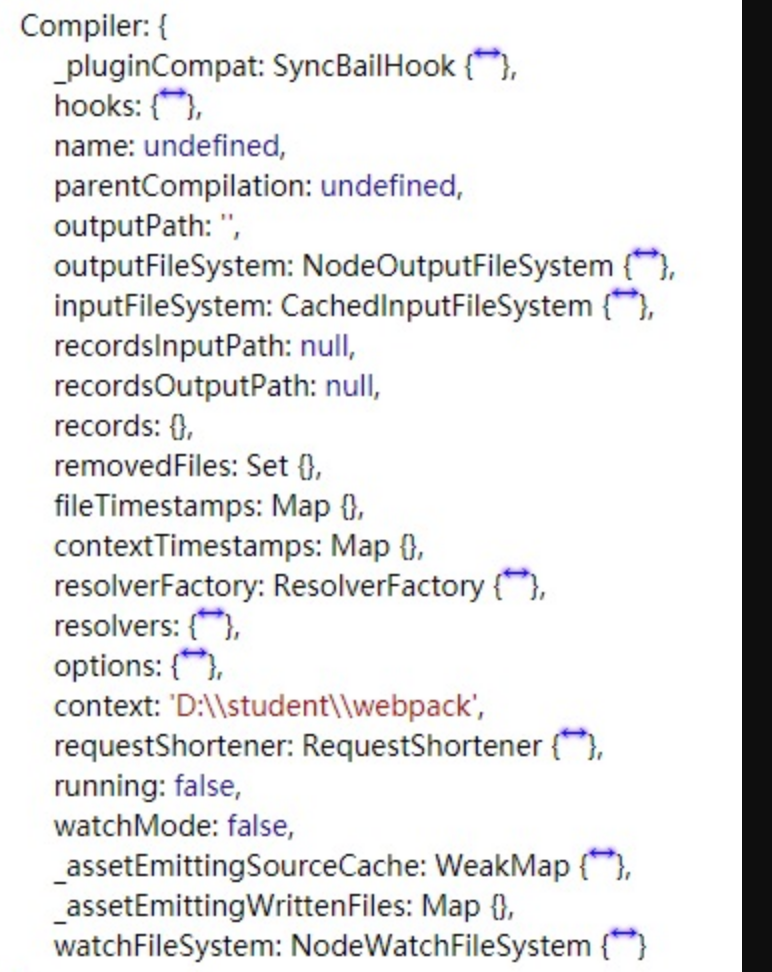 Compiler: {
_pluginCompat: SyncBailHook {↔},
hooks: {↔},
name: undefined,
parentCompilation: undefined,
outputPath: '',
outputFileSystem: NodeOutputFileSystem {↔},
inputFileSystem: CachedInputFileSystem {↔},
recordsInputPath: null,
recordsOutputPath: null,
records: {},
removedFiles: Set {},
fileTimestamps: Map {},
contextTimestamps: Map {},
resolverFactory: ResolverFactory {↔},
resolvers: {↔},
options: {↔},
context: 'D:\\student\\webpack',
requestShortener: RequestShortener {↔},
running: false,
watchMode: false,
_assetEmittingSourceCache: WeakMap {↔},
_assetEmittingWrittenFiles: Map {},
watchFileSystem: NodeWatchFileSystem {↔}